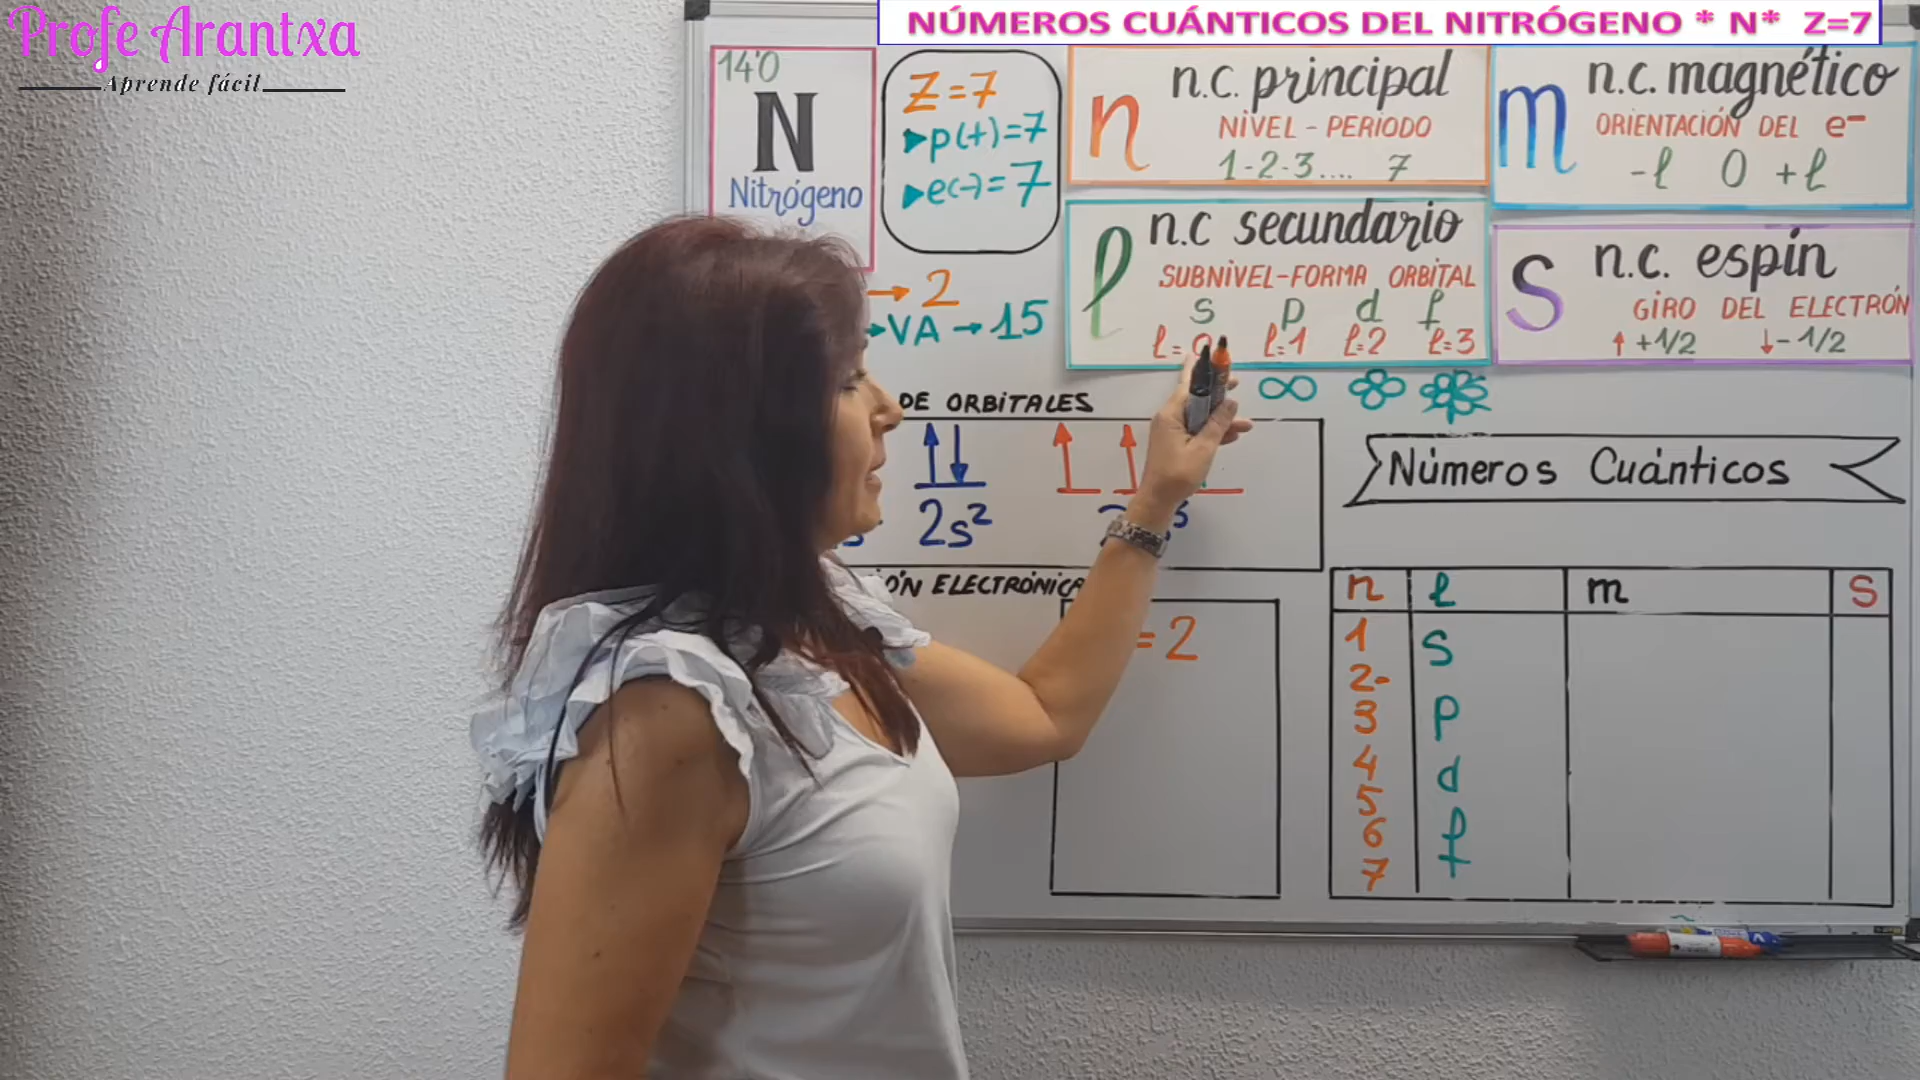 Profe Arantxa
Aprende fácil
NÚMEROS CUÁNTICOS DEL NITRÓGENO * N* Z=7
14'0
N
Nitrógeno
Z=7
p(+)=7
e(-)=7
n
n.c. principal
NIVEL - PERIODO
1-2-3.... 7
m
n.c. magnético
ORIENTACIÓN DEL e⁻
-l 0 +l
l
n.c secundario
SUBNIVEL-FORMA ORBITAL
s p d f
l=0 l=1 l=2 l=3
s
n.c. espín
GIRO DEL ELECTRÓN
↑ +1/2 ↓ - 1/2
→ 2
→ VA → 15
DE ORBITALES
2s²
ELECTRÓNICA
= 2
Números Cuánticos
n l m s
1 s
2
3 p
4 d
5
6 f
7